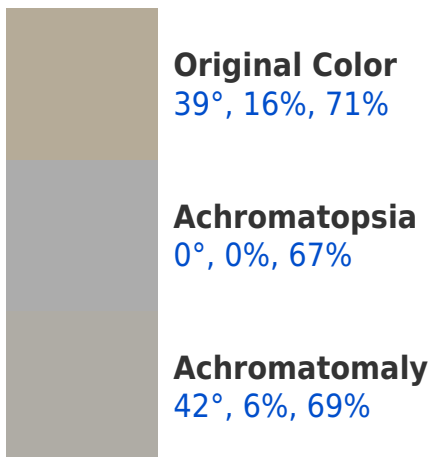 Original Color
39°, 16%, 71%
Achromatopsia
0°, 0%, 67%
Achromatomaly
42°, 6%, 69%